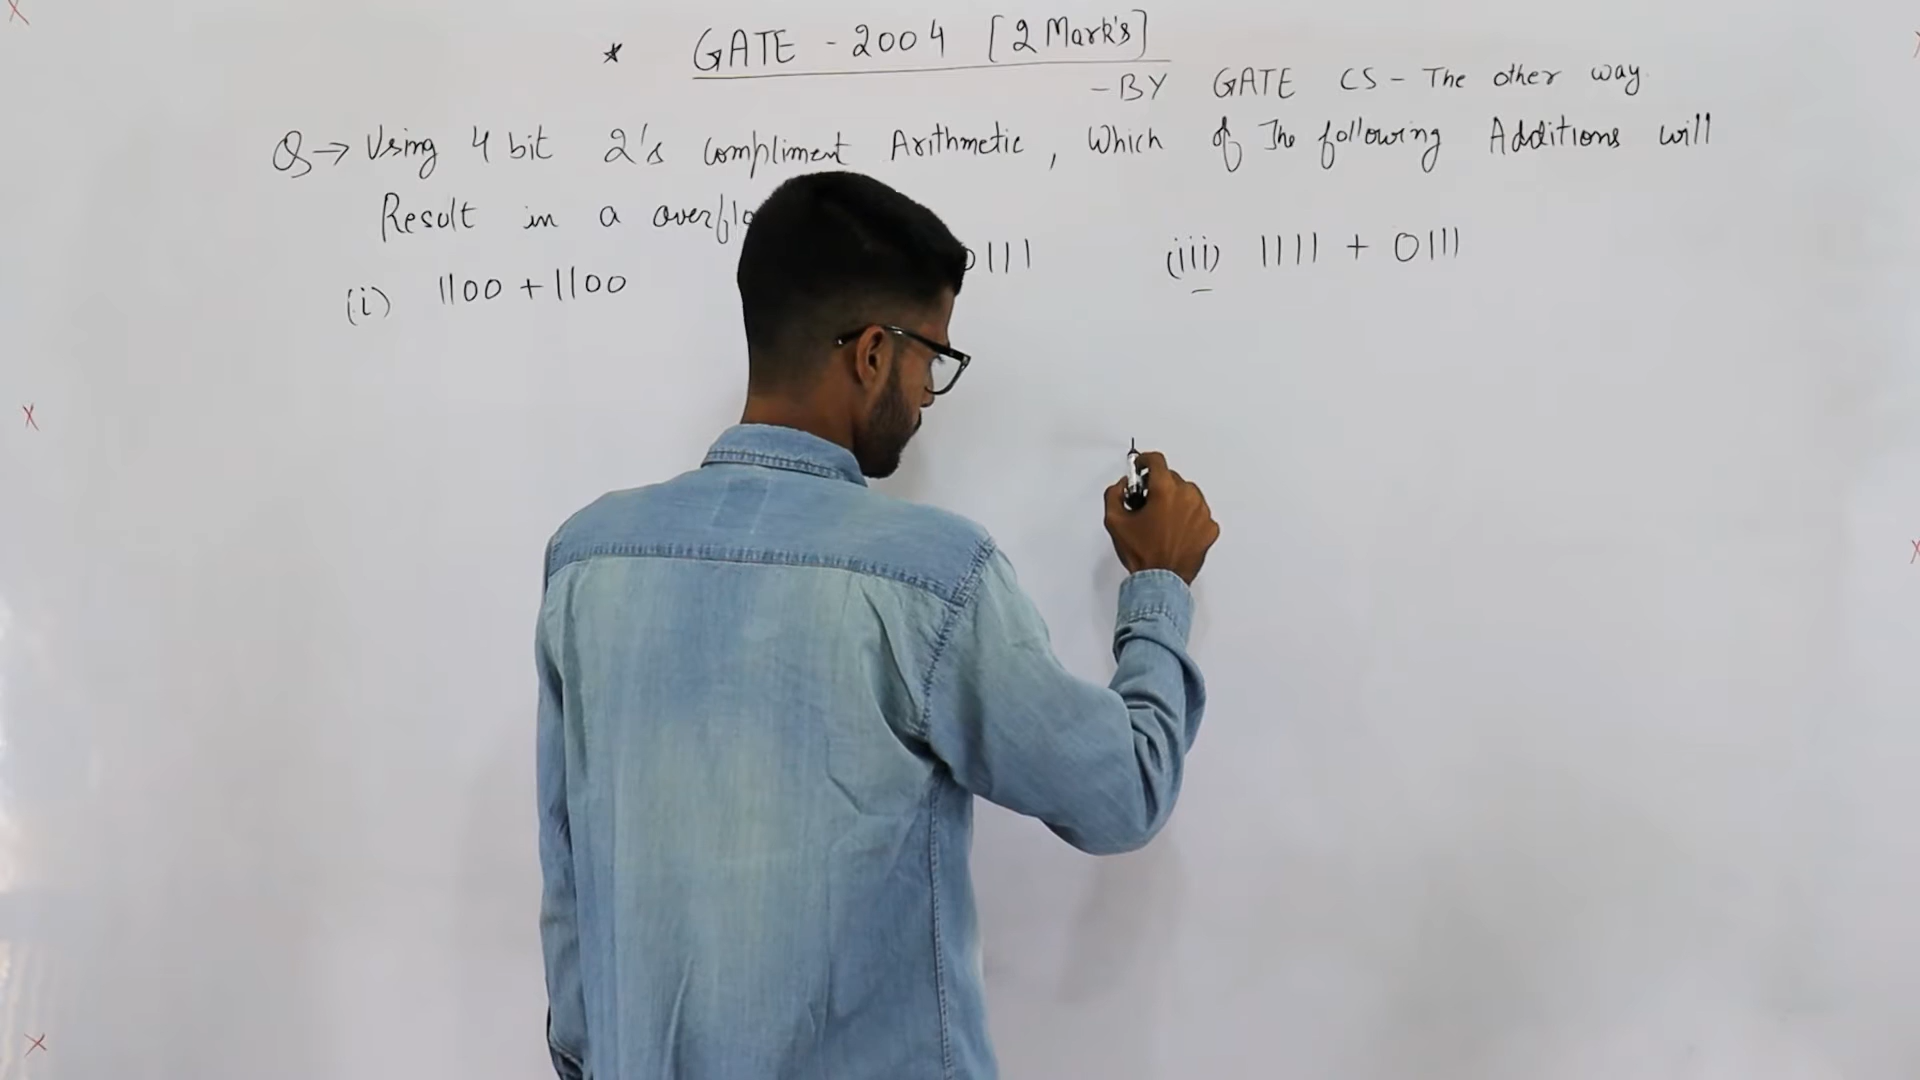 * GATE - 2004 [2 Mark's]
- BY GATE CS - The other way.
Q → Using 4 bit 2's compliment Arithmetic, Which of The following Additions will
Result in a overflo
(i) 1100 + 1100 0111 (iii) 1111 + 0111